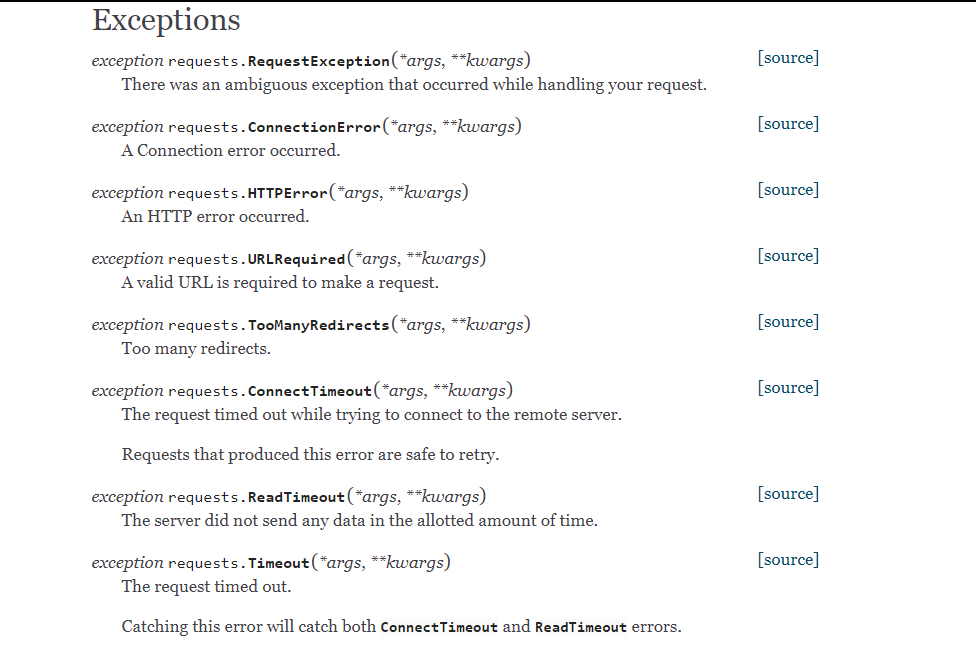 Exceptions
exception requests.RequestException(*args, **kwargs) [source]
There was an ambiguous exception that occurred while handling your request.
exception requests.ConnectionError(*args, **kwargs) [source]
A Connection error occurred.
exception requests.HTTPError(*args, **kwargs) [source]
An HTTP error occurred.
exception requests.URLRequired(*args, **kwargs) [source]
A valid URL is required to make a request.
exception requests.TooManyRedirects(*args, **kwargs) [source]
Too many redirects.
exception requests.ConnectTimeout(*args, **kwargs) [source]
The request timed out while trying to connect to the remote server.
Requests that produced this error are safe to retry.
exception requests.ReadTimeout(*args, **kwargs) [source]
The server did not send any data in the allotted amount of time.
exception requests.Timeout(*args, **kwargs) [source]
The request timed out.
Catching this error will catch both ConnectTimeout and ReadTimeout errors.